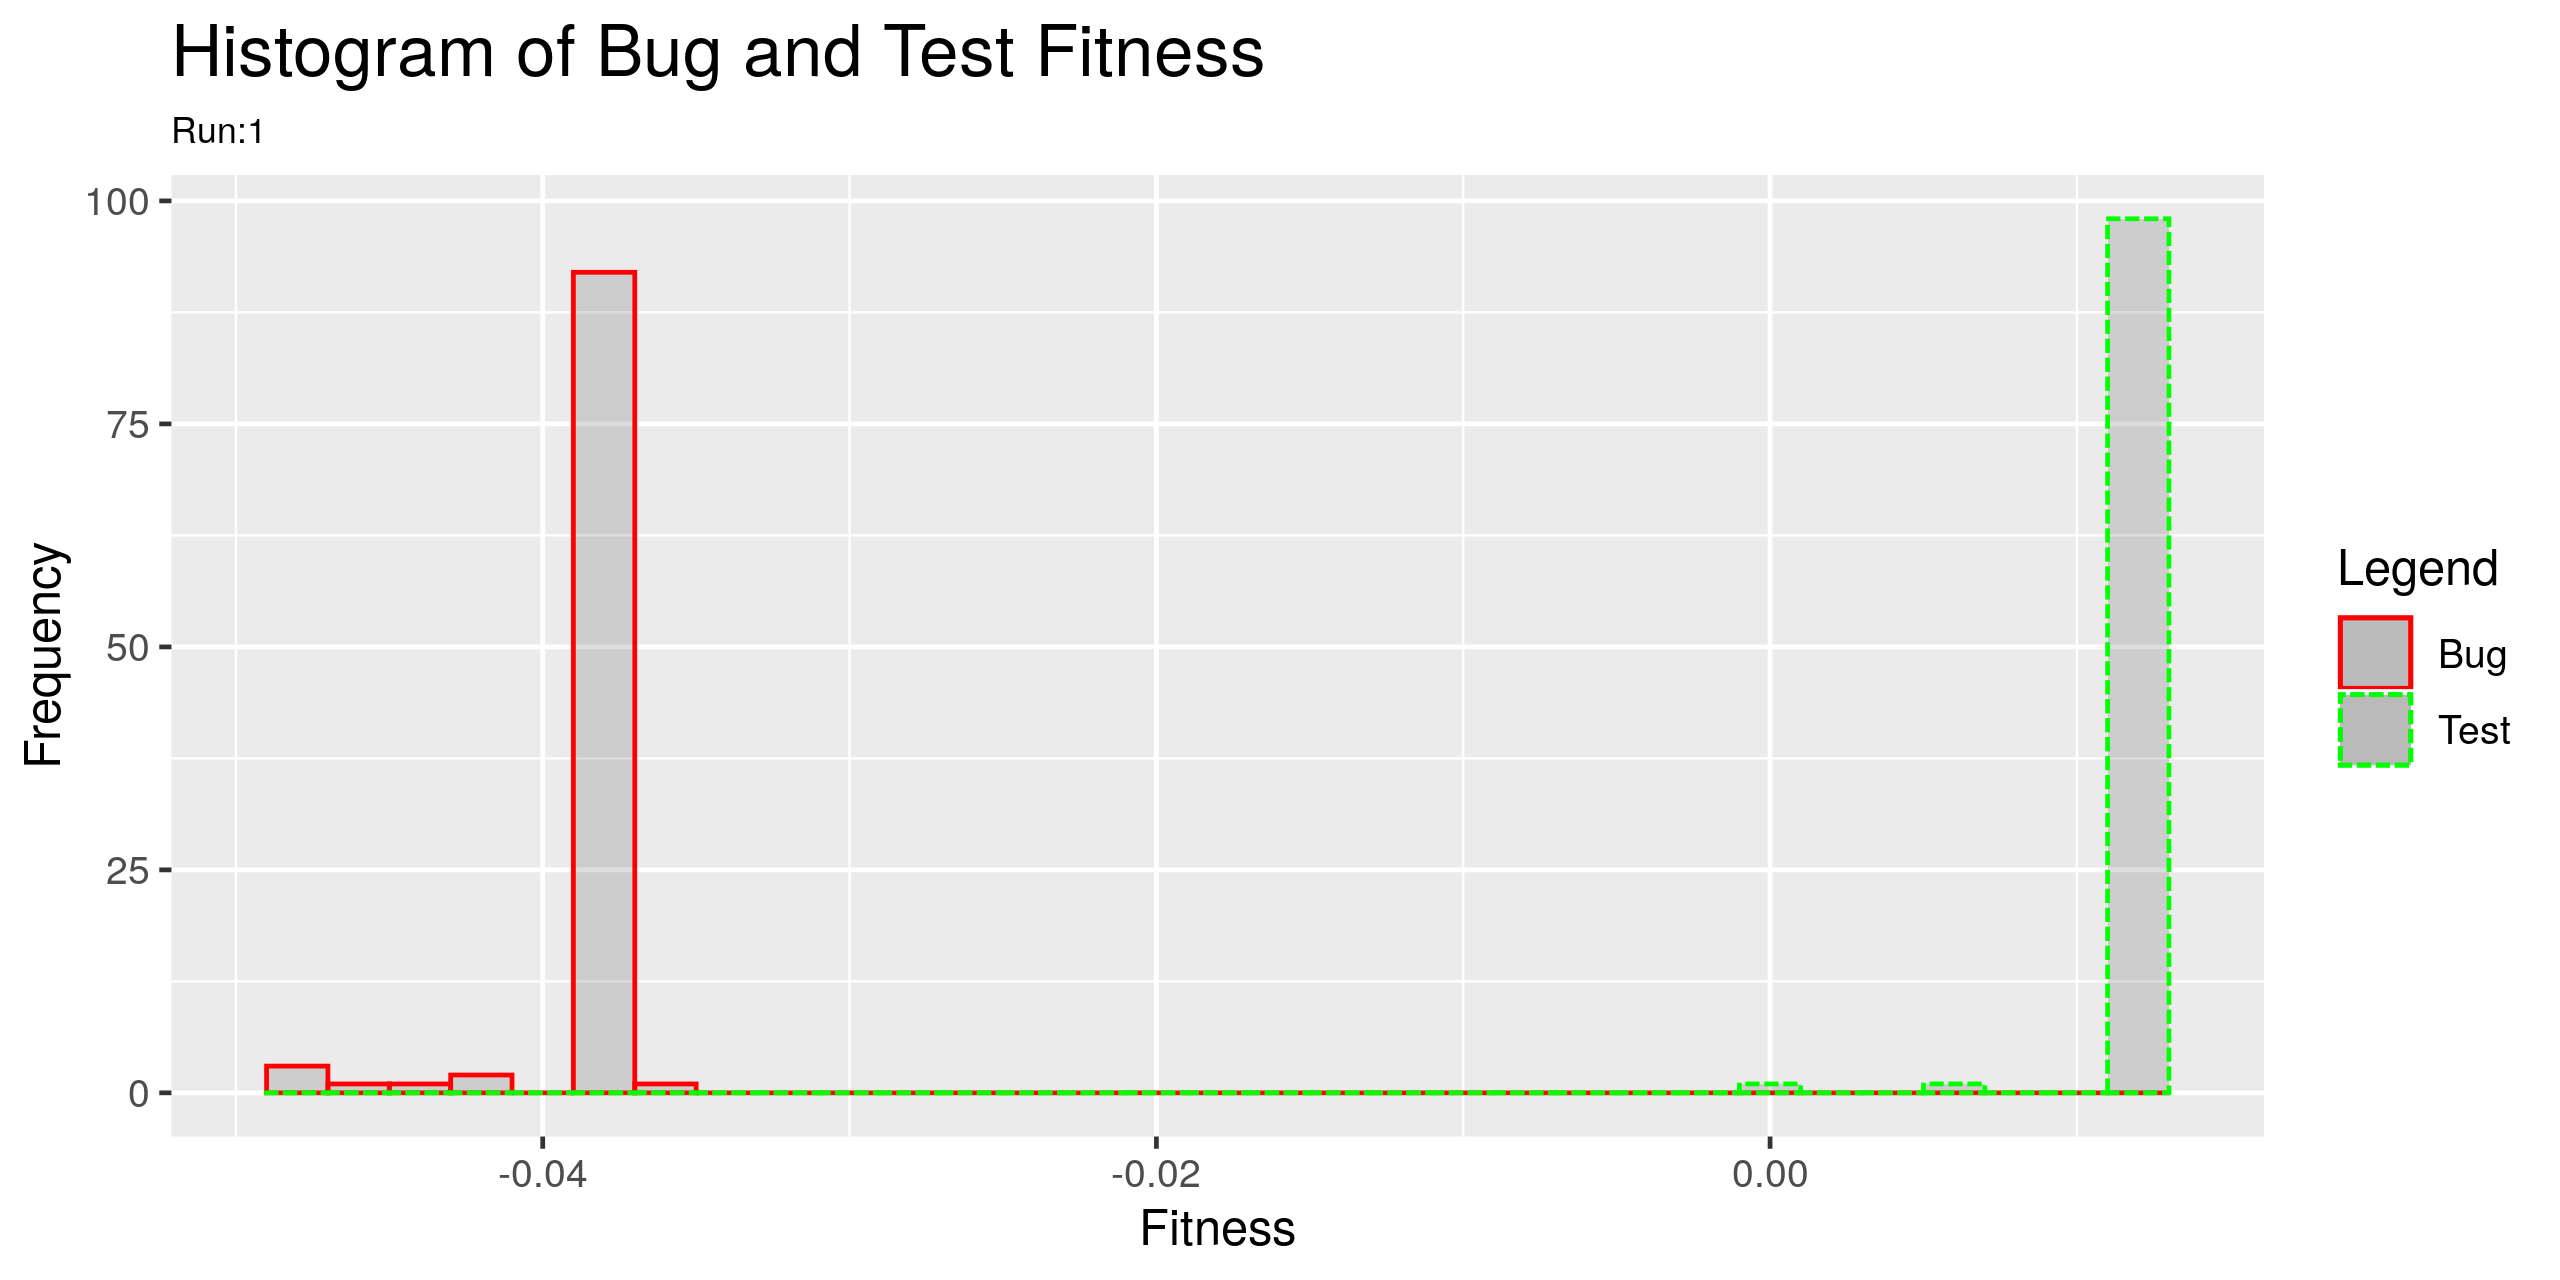 Histogram of Bug and Test Fitness
Run:1
100
75
50
25
0
Frequency
-0.04
-0.02
0.00
Fitness
Legend
Bug
Test